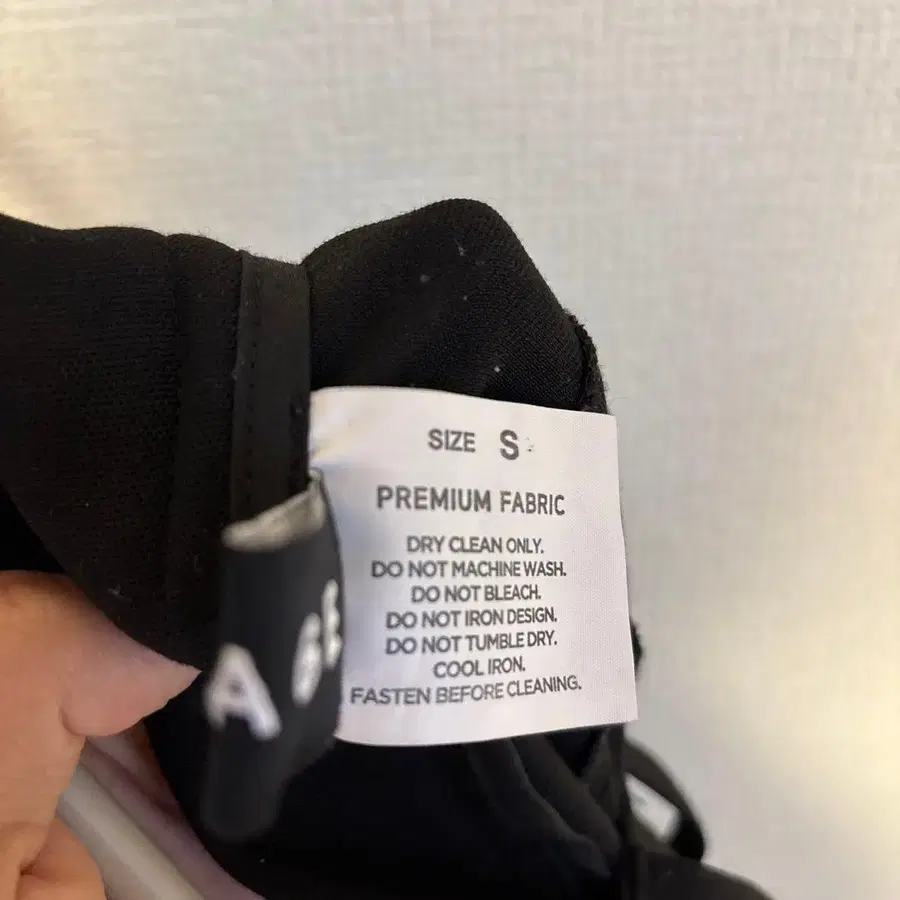 SIZE S
PREMIUM FABRIC
DRY CLEAN ONLY.
DO NOT MACHINE WASH.
DO NOT BLEACH.
DO NOT IRON DESIGN.
DO NOT TUMBLE DRY.
COOL IRON.
FASTEN BEFORE CLEANING.
A